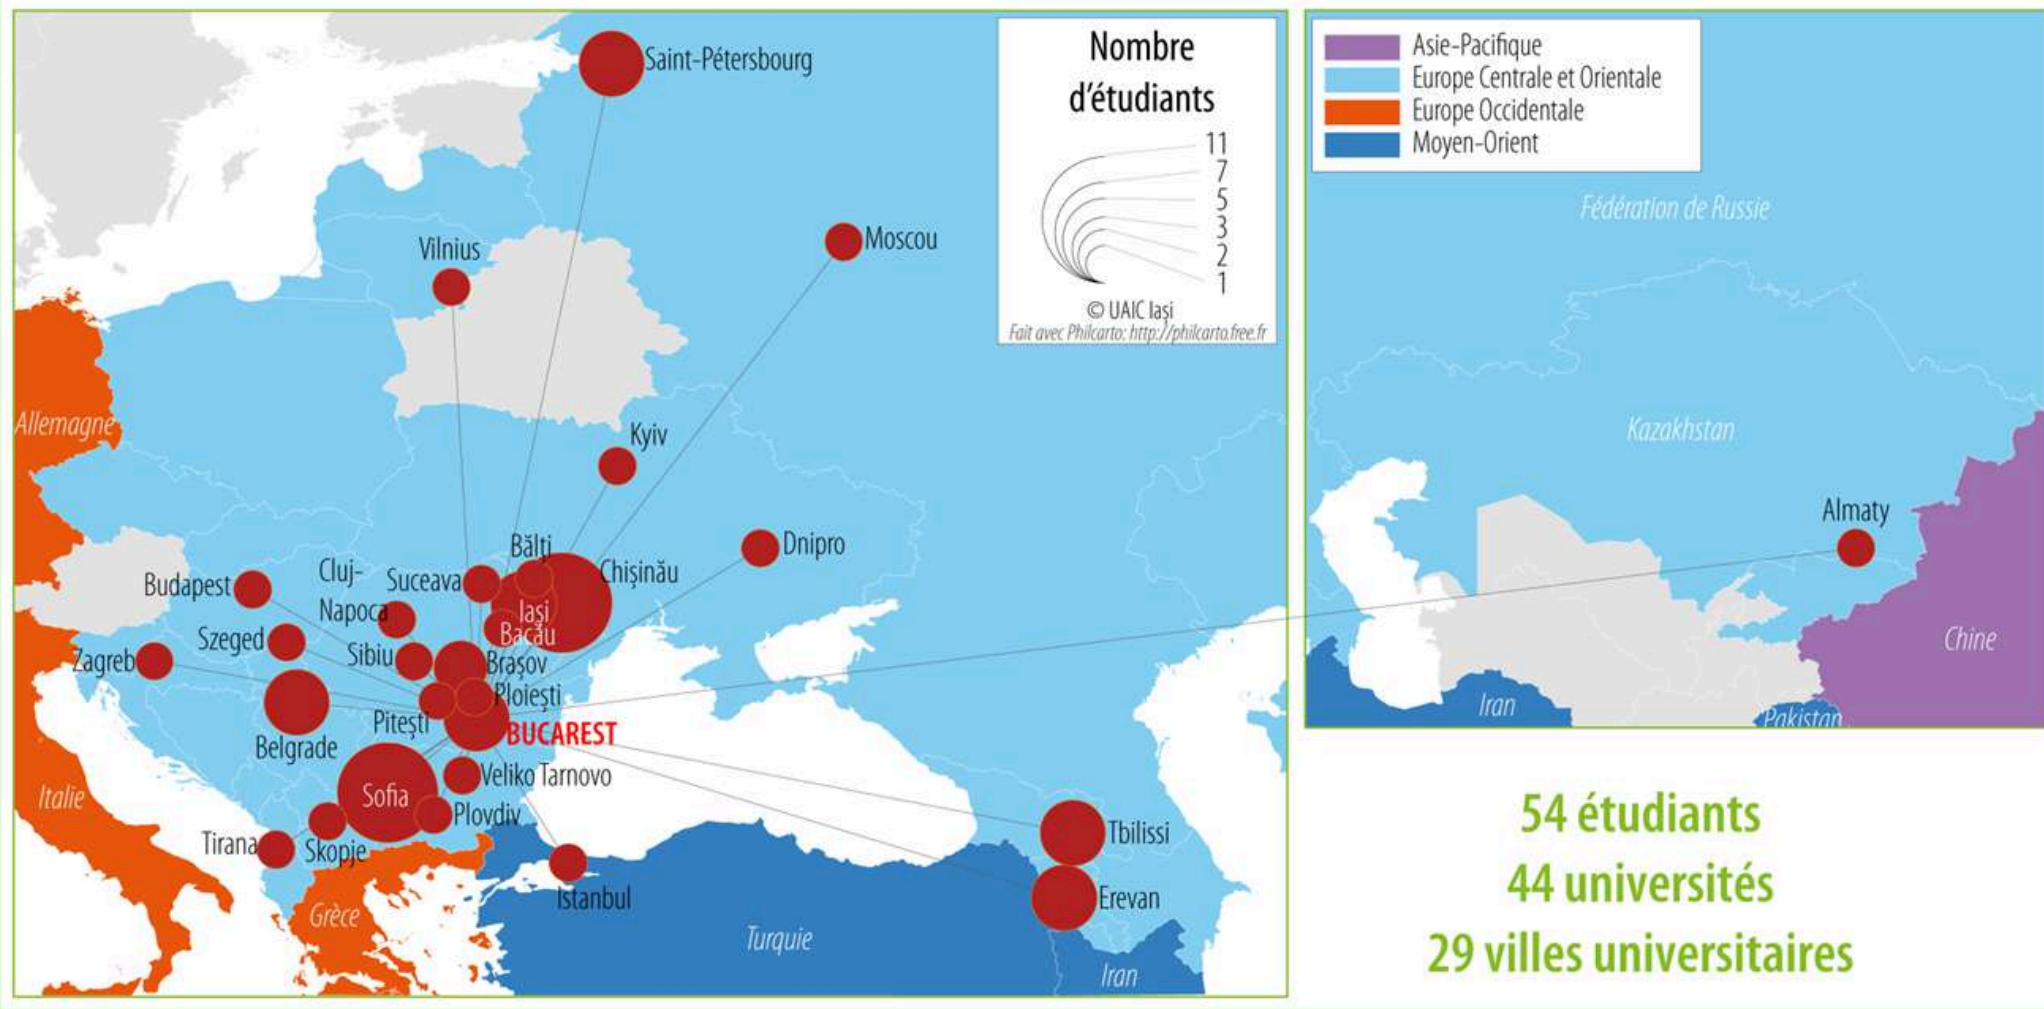 Saint-Pétersbourg
Moscou
Vilnius
Kyiv
Allemagne
Dnipro
Bălți
Chișinău
Suceava
Cluj-
Napoca
Budapest
Iași
Bacău
Szeged
Sibiu
Brașov
Zagreb
Ploiești
Pitești
BUCAREST
Belgrade
Veliko Tarnovo
Sofia
Plovdiv
Italie
Tirana
Skopje
Istanbul
Grèce
Turquie
Tbilissi
Erevan
Iran
Nombre
d'étudiants
11
7
5
3
2
1
© UAIC Iași
Fait avec Philcarto: http://philcarto.free.fr
Asie-Pacifique
Europe Centrale et Orientale
Europe Occidentale
Moyen-Orient
Fédération de Russie
Kazakhstan
Almaty
Chine
Iran
Pakistan
54 étudiants
44 universités
29 villes universitaires